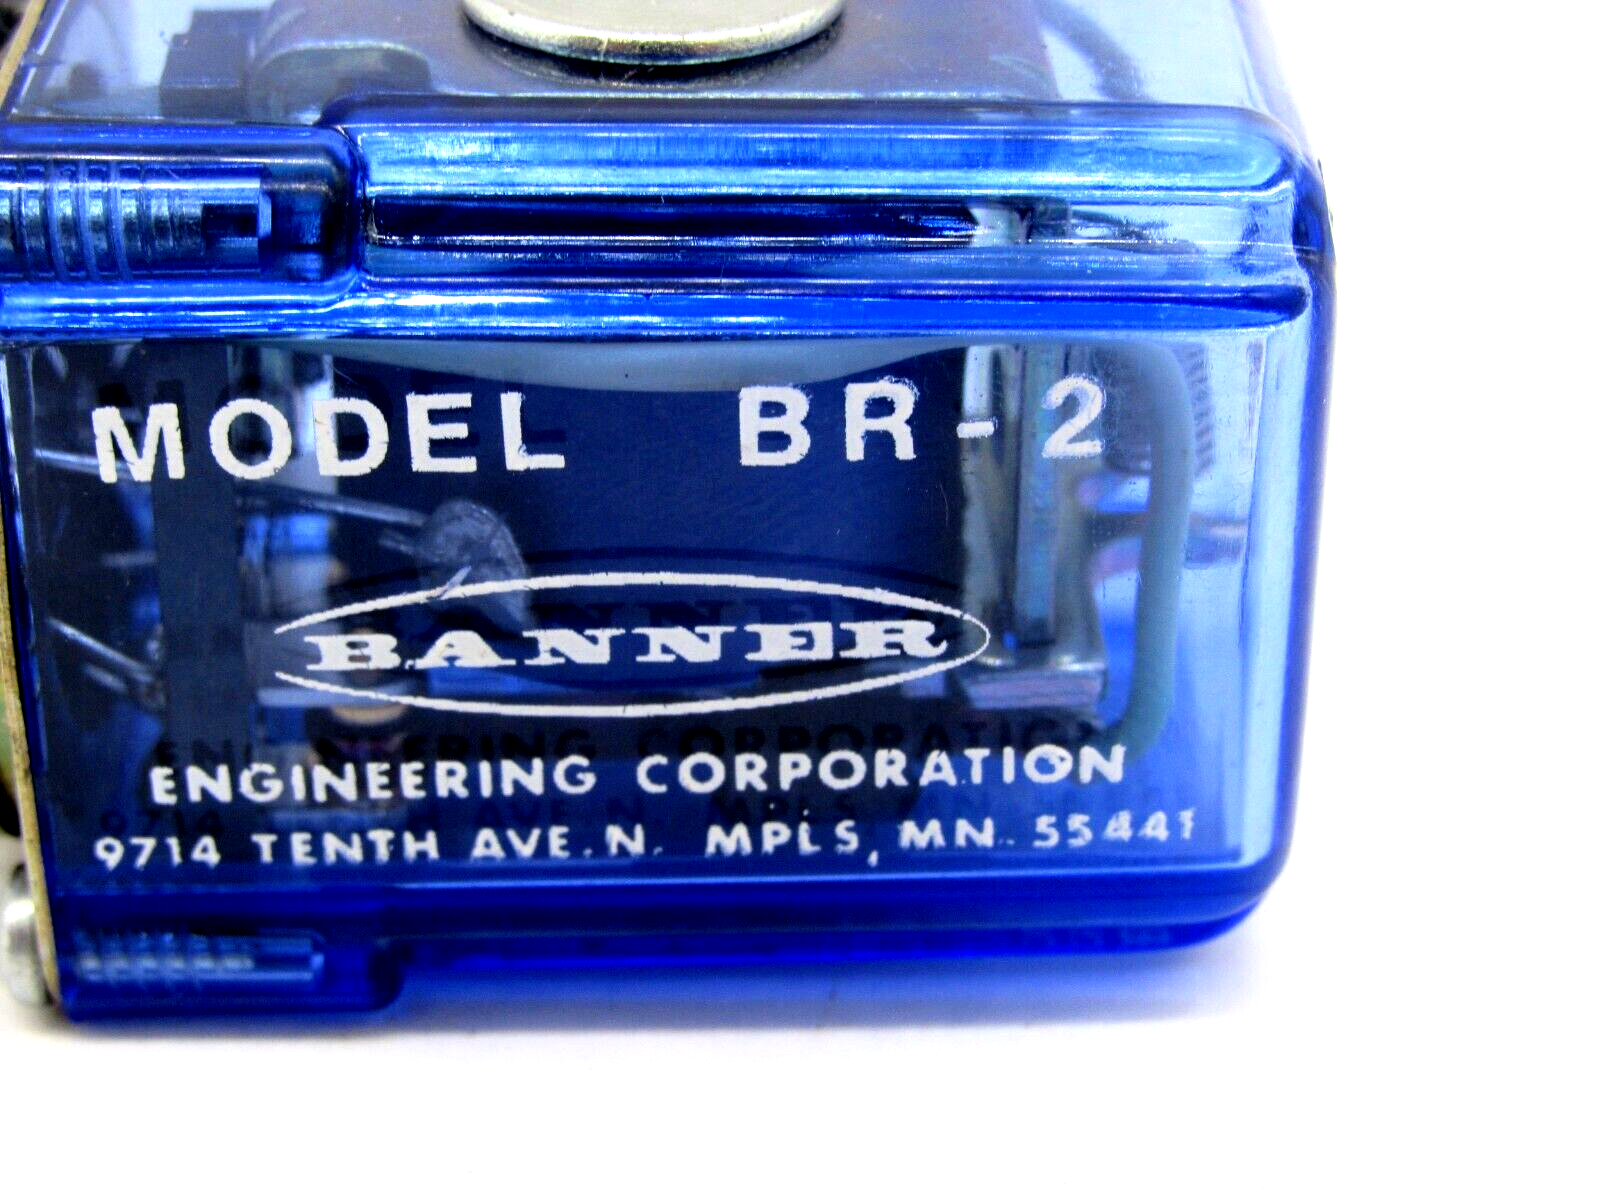 MODEL BR-2
BANNER
ENGINEERING CORPORATION
9714 TENTH AVE. N. MPLS, MN. 55441